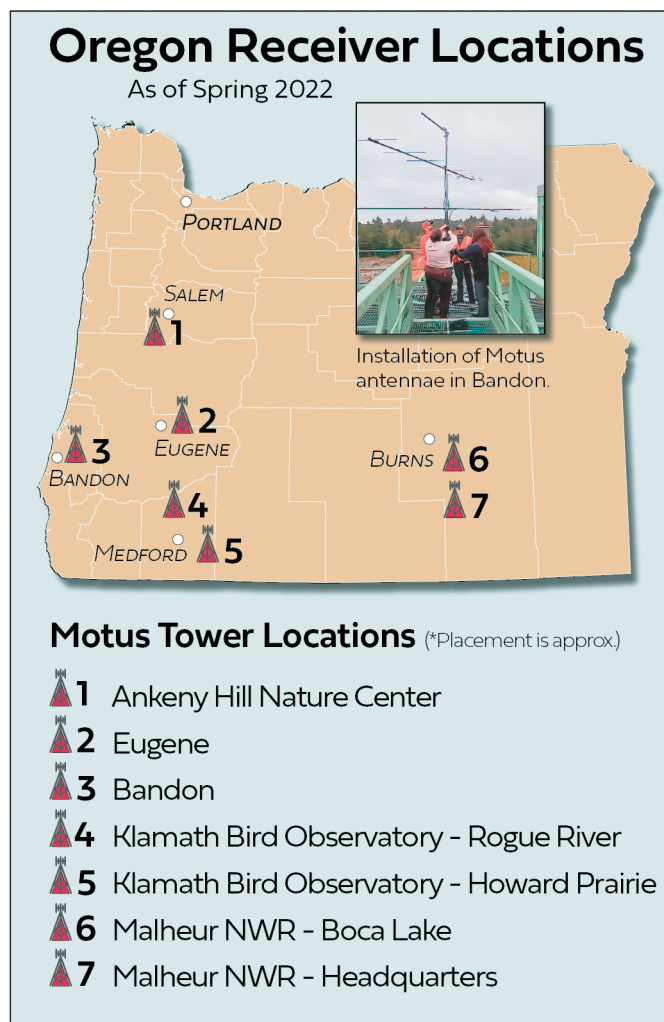 Oregon Receiver Locations
As of Spring 2022
PORTLAND
SALEM
1
Installation of Motus
antennae in Bandon.
2
EUGENE
3
BANDON
BURNS
6
4
7
MEDFORD
5
Motus Tower Locations (*Placement is approx.)
1 Ankeny Hill Nature Center
2 Eugene
3 Bandon
4 Klamath Bird Observatory - Rogue River
5 Klamath Bird Observatory - Howard Prairie
6 Malheur NWR - Boca Lake
7 Malheur NWR - Headquarters